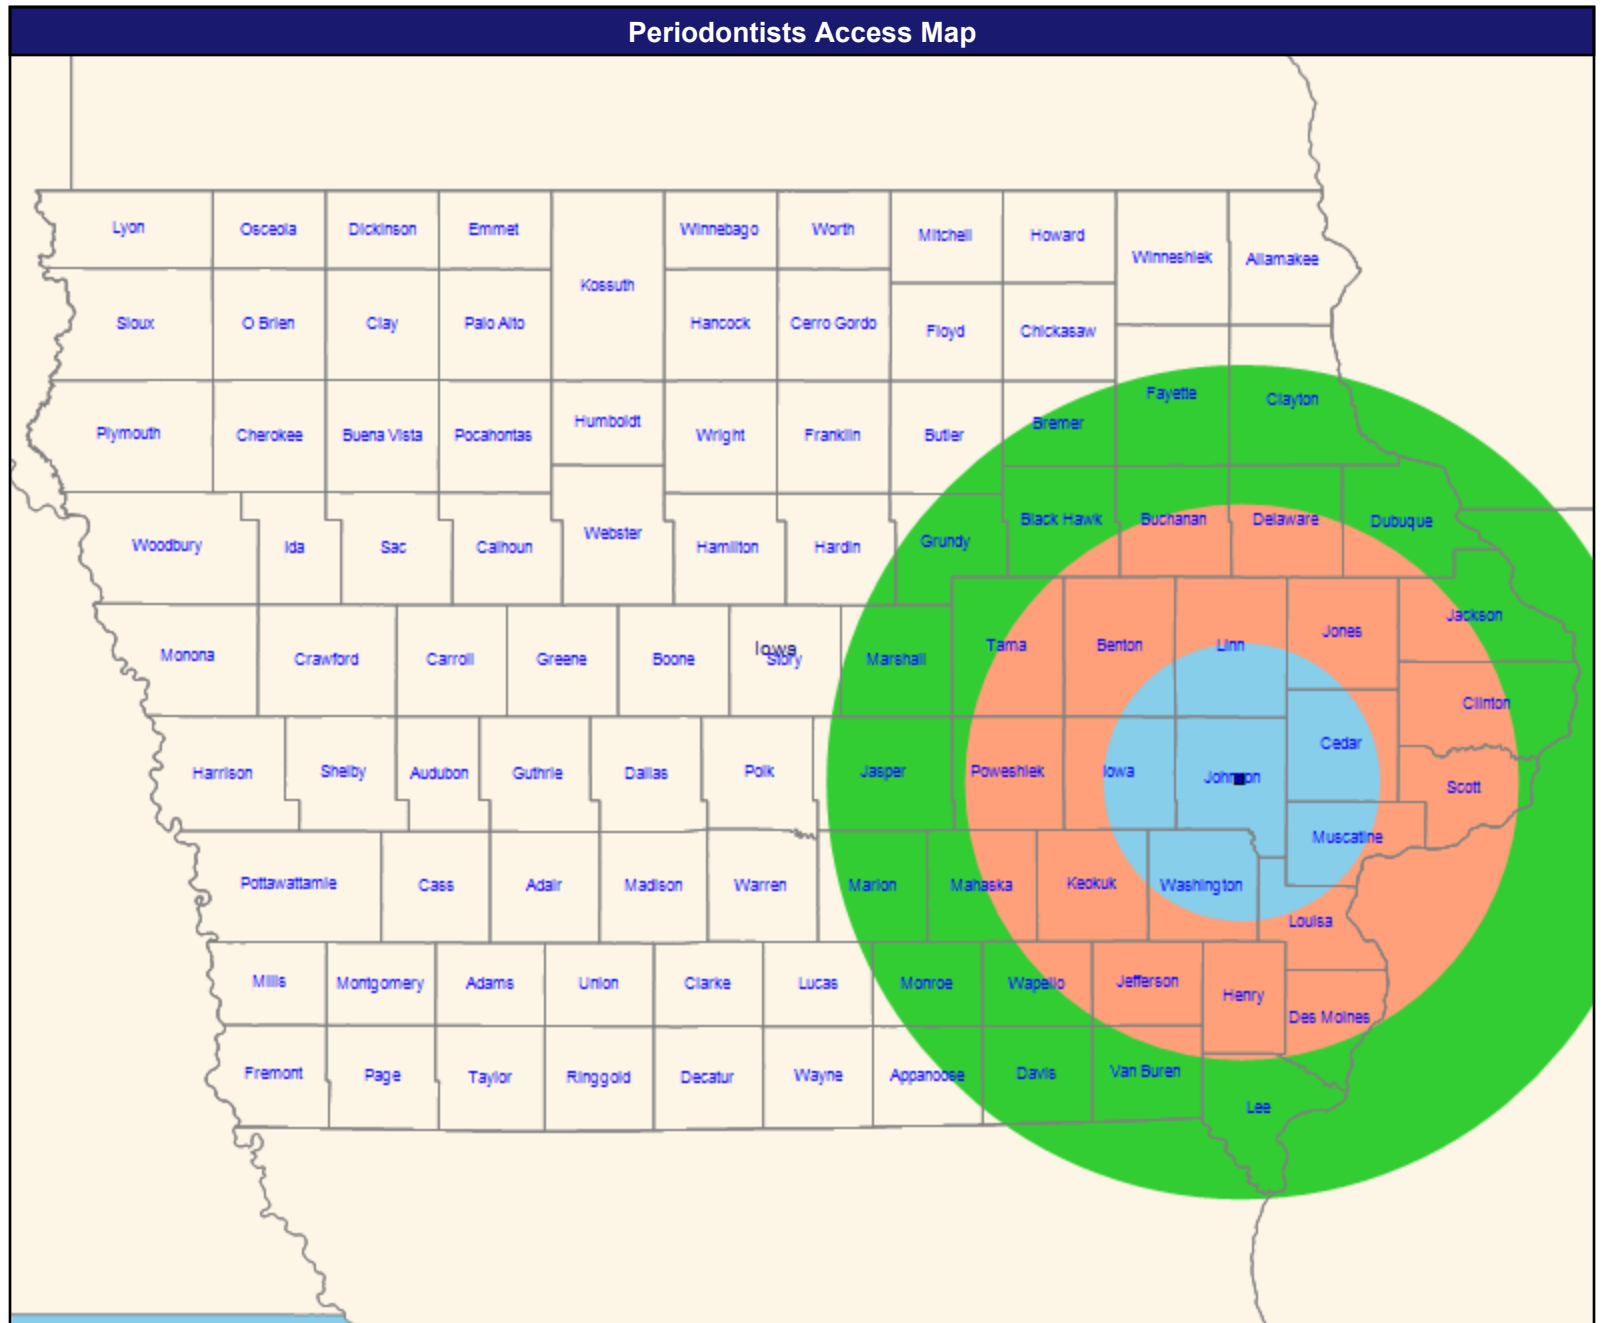 Periodontists Access Map
Lyon Osceola Dickinson Emmet Winnebago Worth Mitchell Howard
Winneshiek Allamakee
Kossuth
Sioux O Brien Clay Palo Alto Hancock Cerro Gordo Floyd Chickasaw
Fayette Clayton
Plymouth Cherokee Buena Vista Pocahontas Humboldt Wright Franklin Butler Bremer
Woodbury Ida Sac Calhoun Webster Hamilton Hardin Grundy Black Hawk Buchanan Delaware Dubuque
Jackson
Monona Crawford Carroll Greene Boone Story Marshall Tama Benton Linn Jones
Iowa
Clinton
Harrison Shelby Audubon Guthrie Dallas Polk Jasper Poweshiek Iowa Johnson Cedar Scott
Muscatine
Pottawattamie Cass Adair Madison Warren Marion Mahaska Keokuk Washington
Louisa
Mills Montgomery Adams Union Clarke Lucas Monroe Wapello Jefferson Henry
Des Moines
Fremont Page Taylor Ringgold Decatur Wayne Appanoose Davis Van Buren
Lee